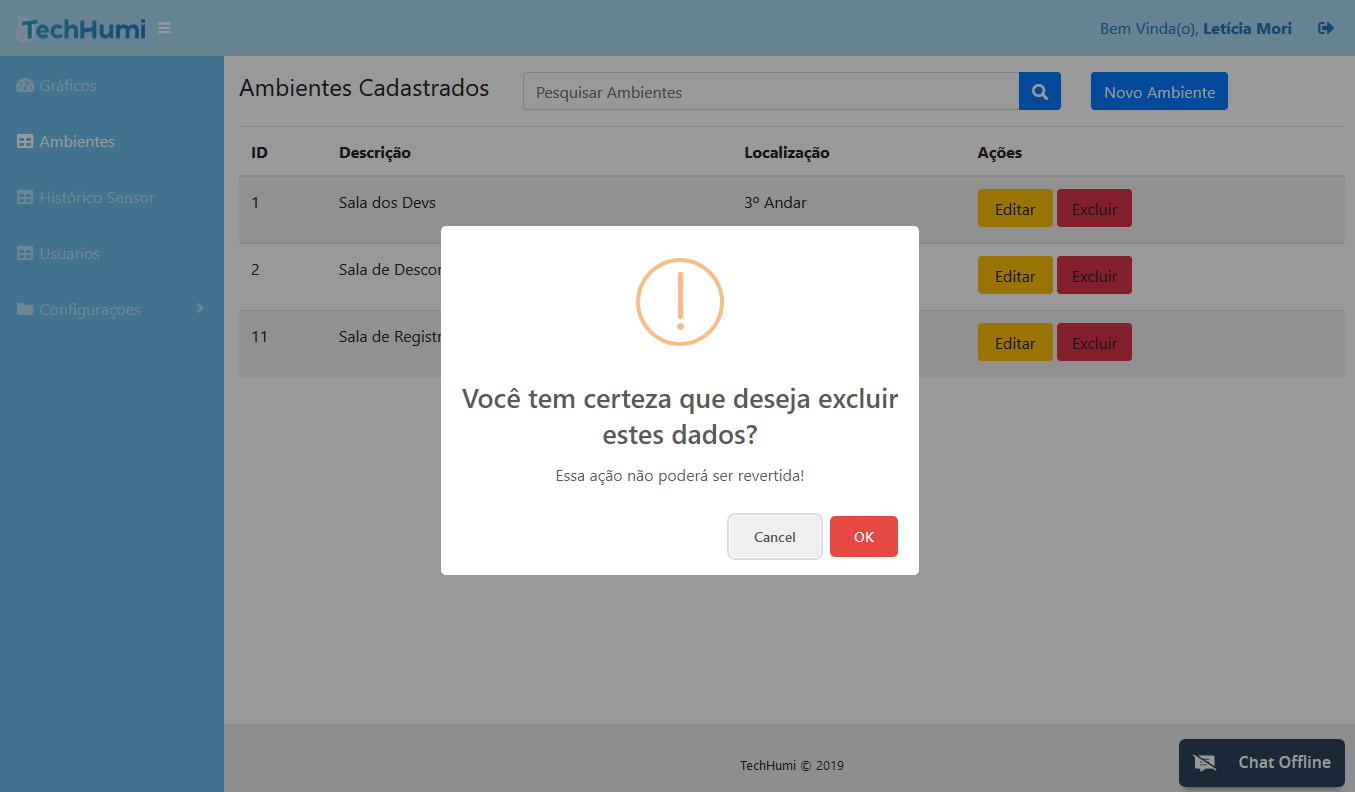 TechHumi
Bem Vinda(o), Letícia Mori
Gráficos
Ambientes
Histórico Sensor
Usuarios
Configuraçoes
Ambientes Cadastrados
Pesquisar Ambientes
Novo Ambiente
ID Descrição Localização Ações
1 Sala dos Devs 3º Andar Editar Excluir
2 Sala de Editar Excluir
11 Sala de Editar Excluir
Você tem certeza que deseja excluir
estes dados?
Essa ação não poderá ser revertida!
Cancel OK
TechHumi © 2019
Chat Offline